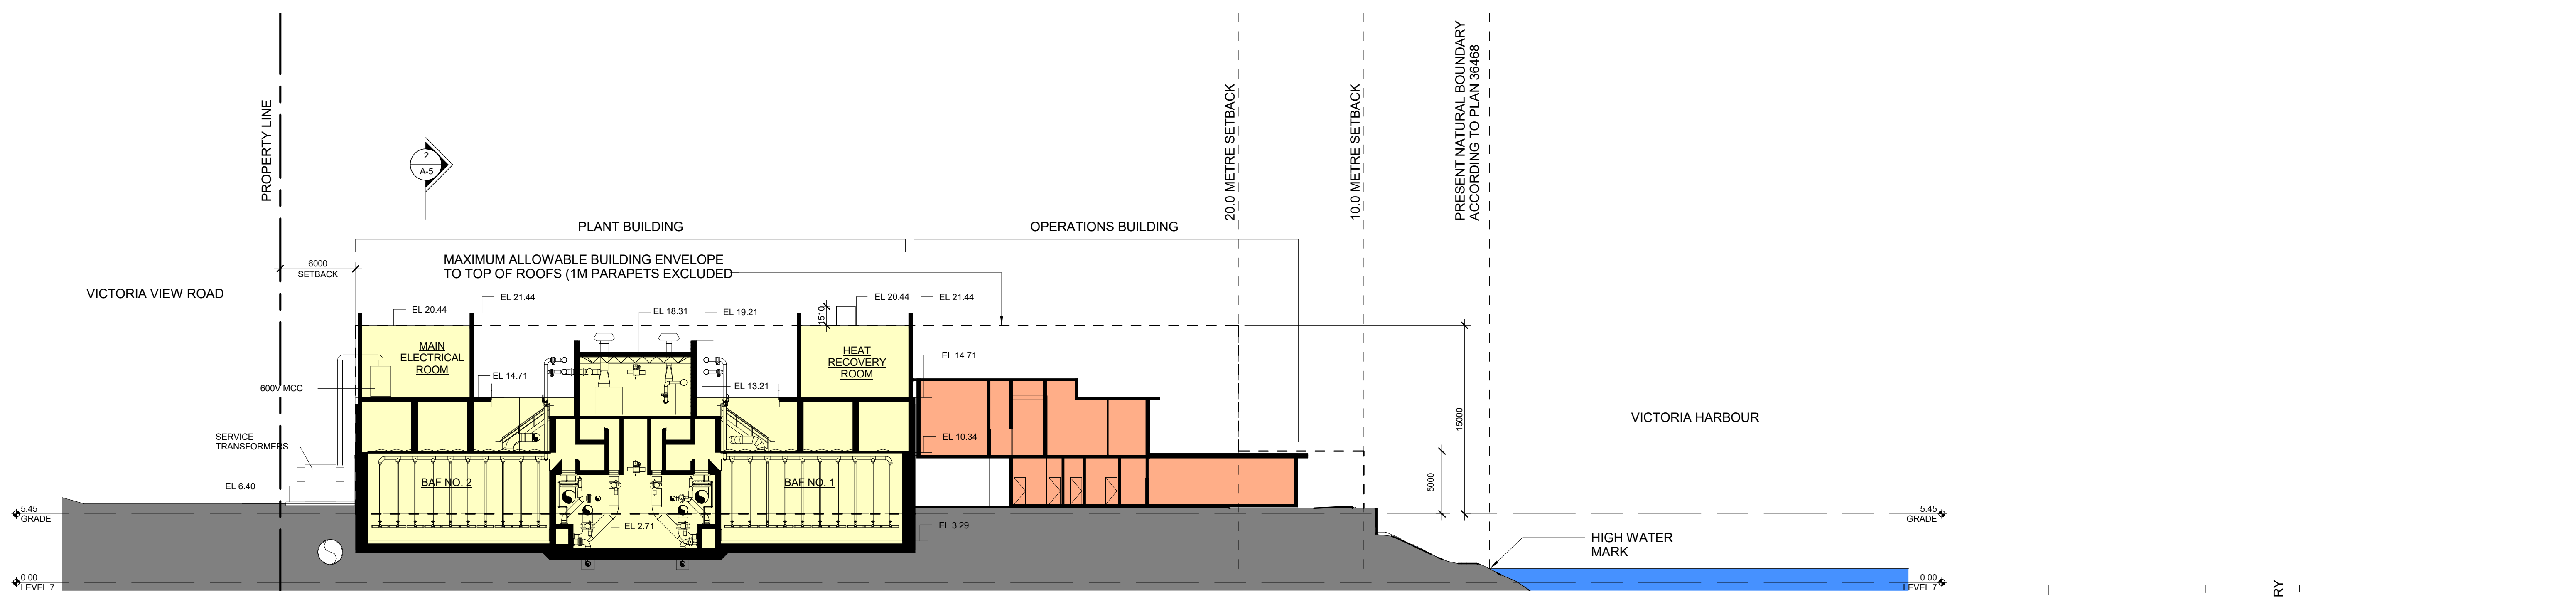 PROPERTY LINE
20.0 METRE SETBACK
10.0 METRE SETBACK
PRESENT NATURAL BOUNDARY
ACCORDING TO PLAN 36468
2
A-5
PLANT BUILDING
OPERATIONS BUILDING
MAXIMUM ALLOWABLE BUILDING ENVELOPE
TO TOP OF ROOFS (1M PARAPETS EXCLUDED
6000
SETBACK
VICTORIA VIEW ROAD
EL 20.44
EL 21.44
EL 18.31
EL 19.21
1510
EL 20.44
EL 21.44
MAIN
ELECTRICAL
ROOM
HEAT
RECOVERY
ROOM
EL 14.71
600V MCC
EL 14.71
EL 13.21
15000
VICTORIA HARBOUR
SERVICE
TRANSFORMERS
EL 10.34
BAF NO. 2
BAF NO. 1
EL 6.40
5000
5.45
GRADE
EL 2.71
EL 3.29
5.45
GRADE
HIGH WATER
MARK
0.00
LEVEL 7
0.00
LEVEL 7
RY